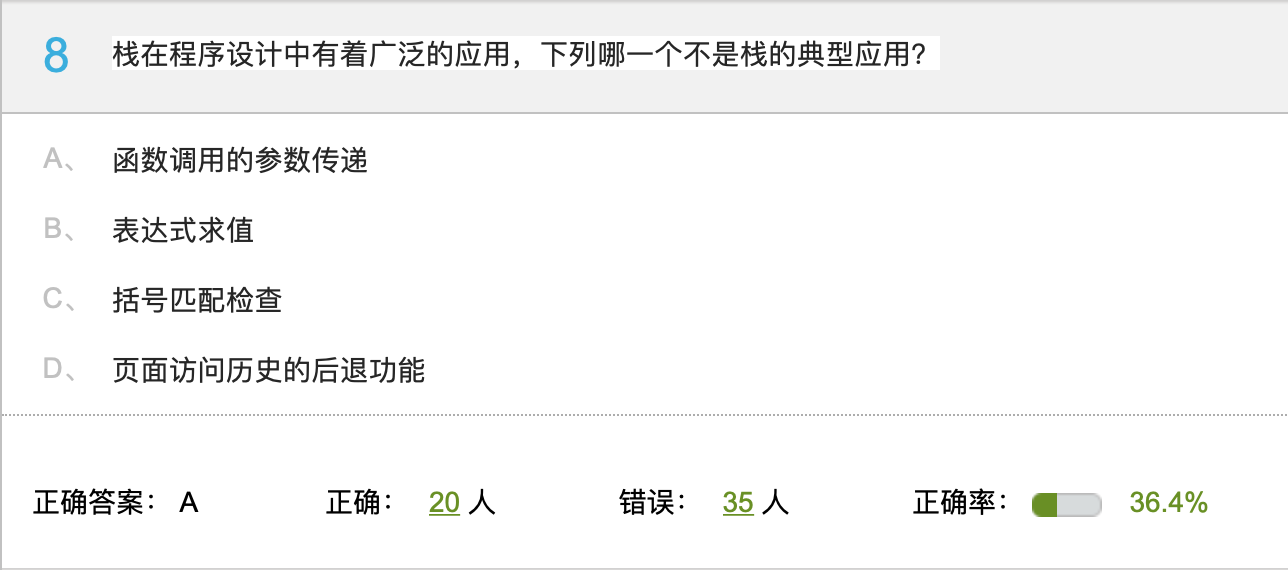 8 栈在程序设计中有着广泛的应用，下列哪一个不是栈的典型应用？
A、 函数调用的参数传递
B、 表达式求值
C、 括号匹配检查
D、 页面访问历史的后退功能
正确答案： A 正确： 20 人 错误： 35 人 正确率： 36.4%